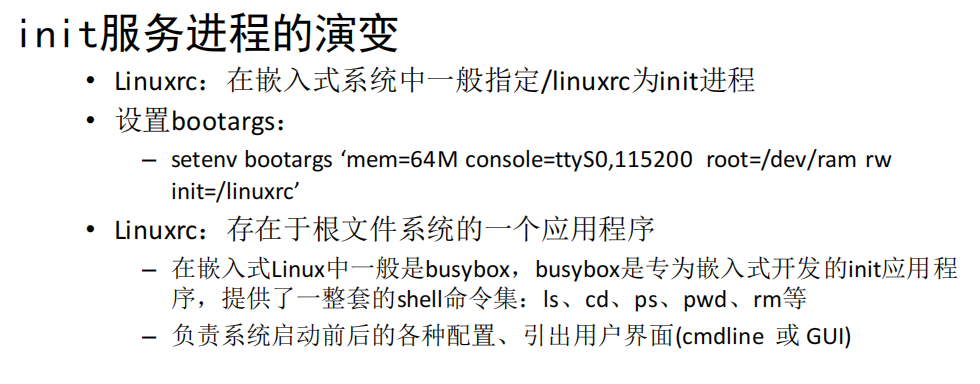 init服务进程的演变
• Linuxrc：在嵌入式系统中一般指定/linuxrc为init进程
• 设置bootargs：
– setenv bootargs ‘mem=64M console=ttyS0,115200 root=/dev/ram rw
init=/linuxrc’
• Linuxrc：存在于根文件系统的一个应用程序
– 在嵌入式Linux中一般是busybox，busybox是专为嵌入式开发的init应用程
序，提供了一整套的shell命令集：ls、cd、ps、pwd、rm等
– 负责系统启动前后的各种配置、引出用户界面(cmdline 或 GUI)